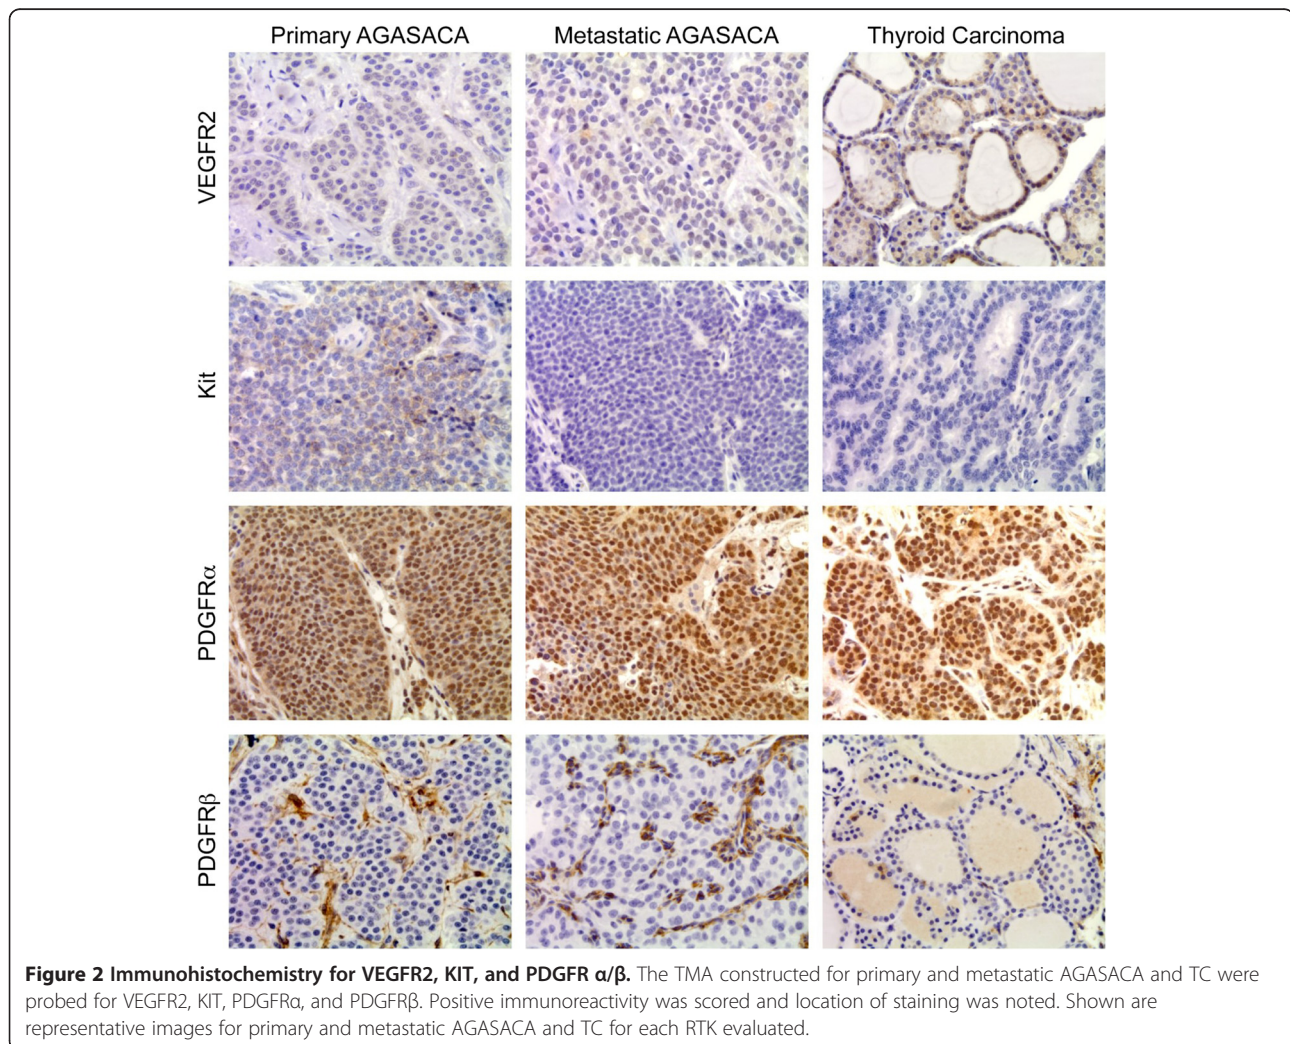 Primary AGASACA Metastatic AGASACA Thyroid Carcinoma
VEGFR2
Kit
PDGFRα
PDGFRβ
Figure 2 Immunohistochemistry for VEGFR2, KIT, and PDGFR α/β. The TMA constructed for primary and metastatic AGASACA and TC were
probed for VEGFR2, KIT, PDGFRα, and PDGFRβ. Positive immunoreactivity was scored and location of staining was noted. Shown are
representative images for primary and metastatic AGASACA and TC for each RTK evaluated.